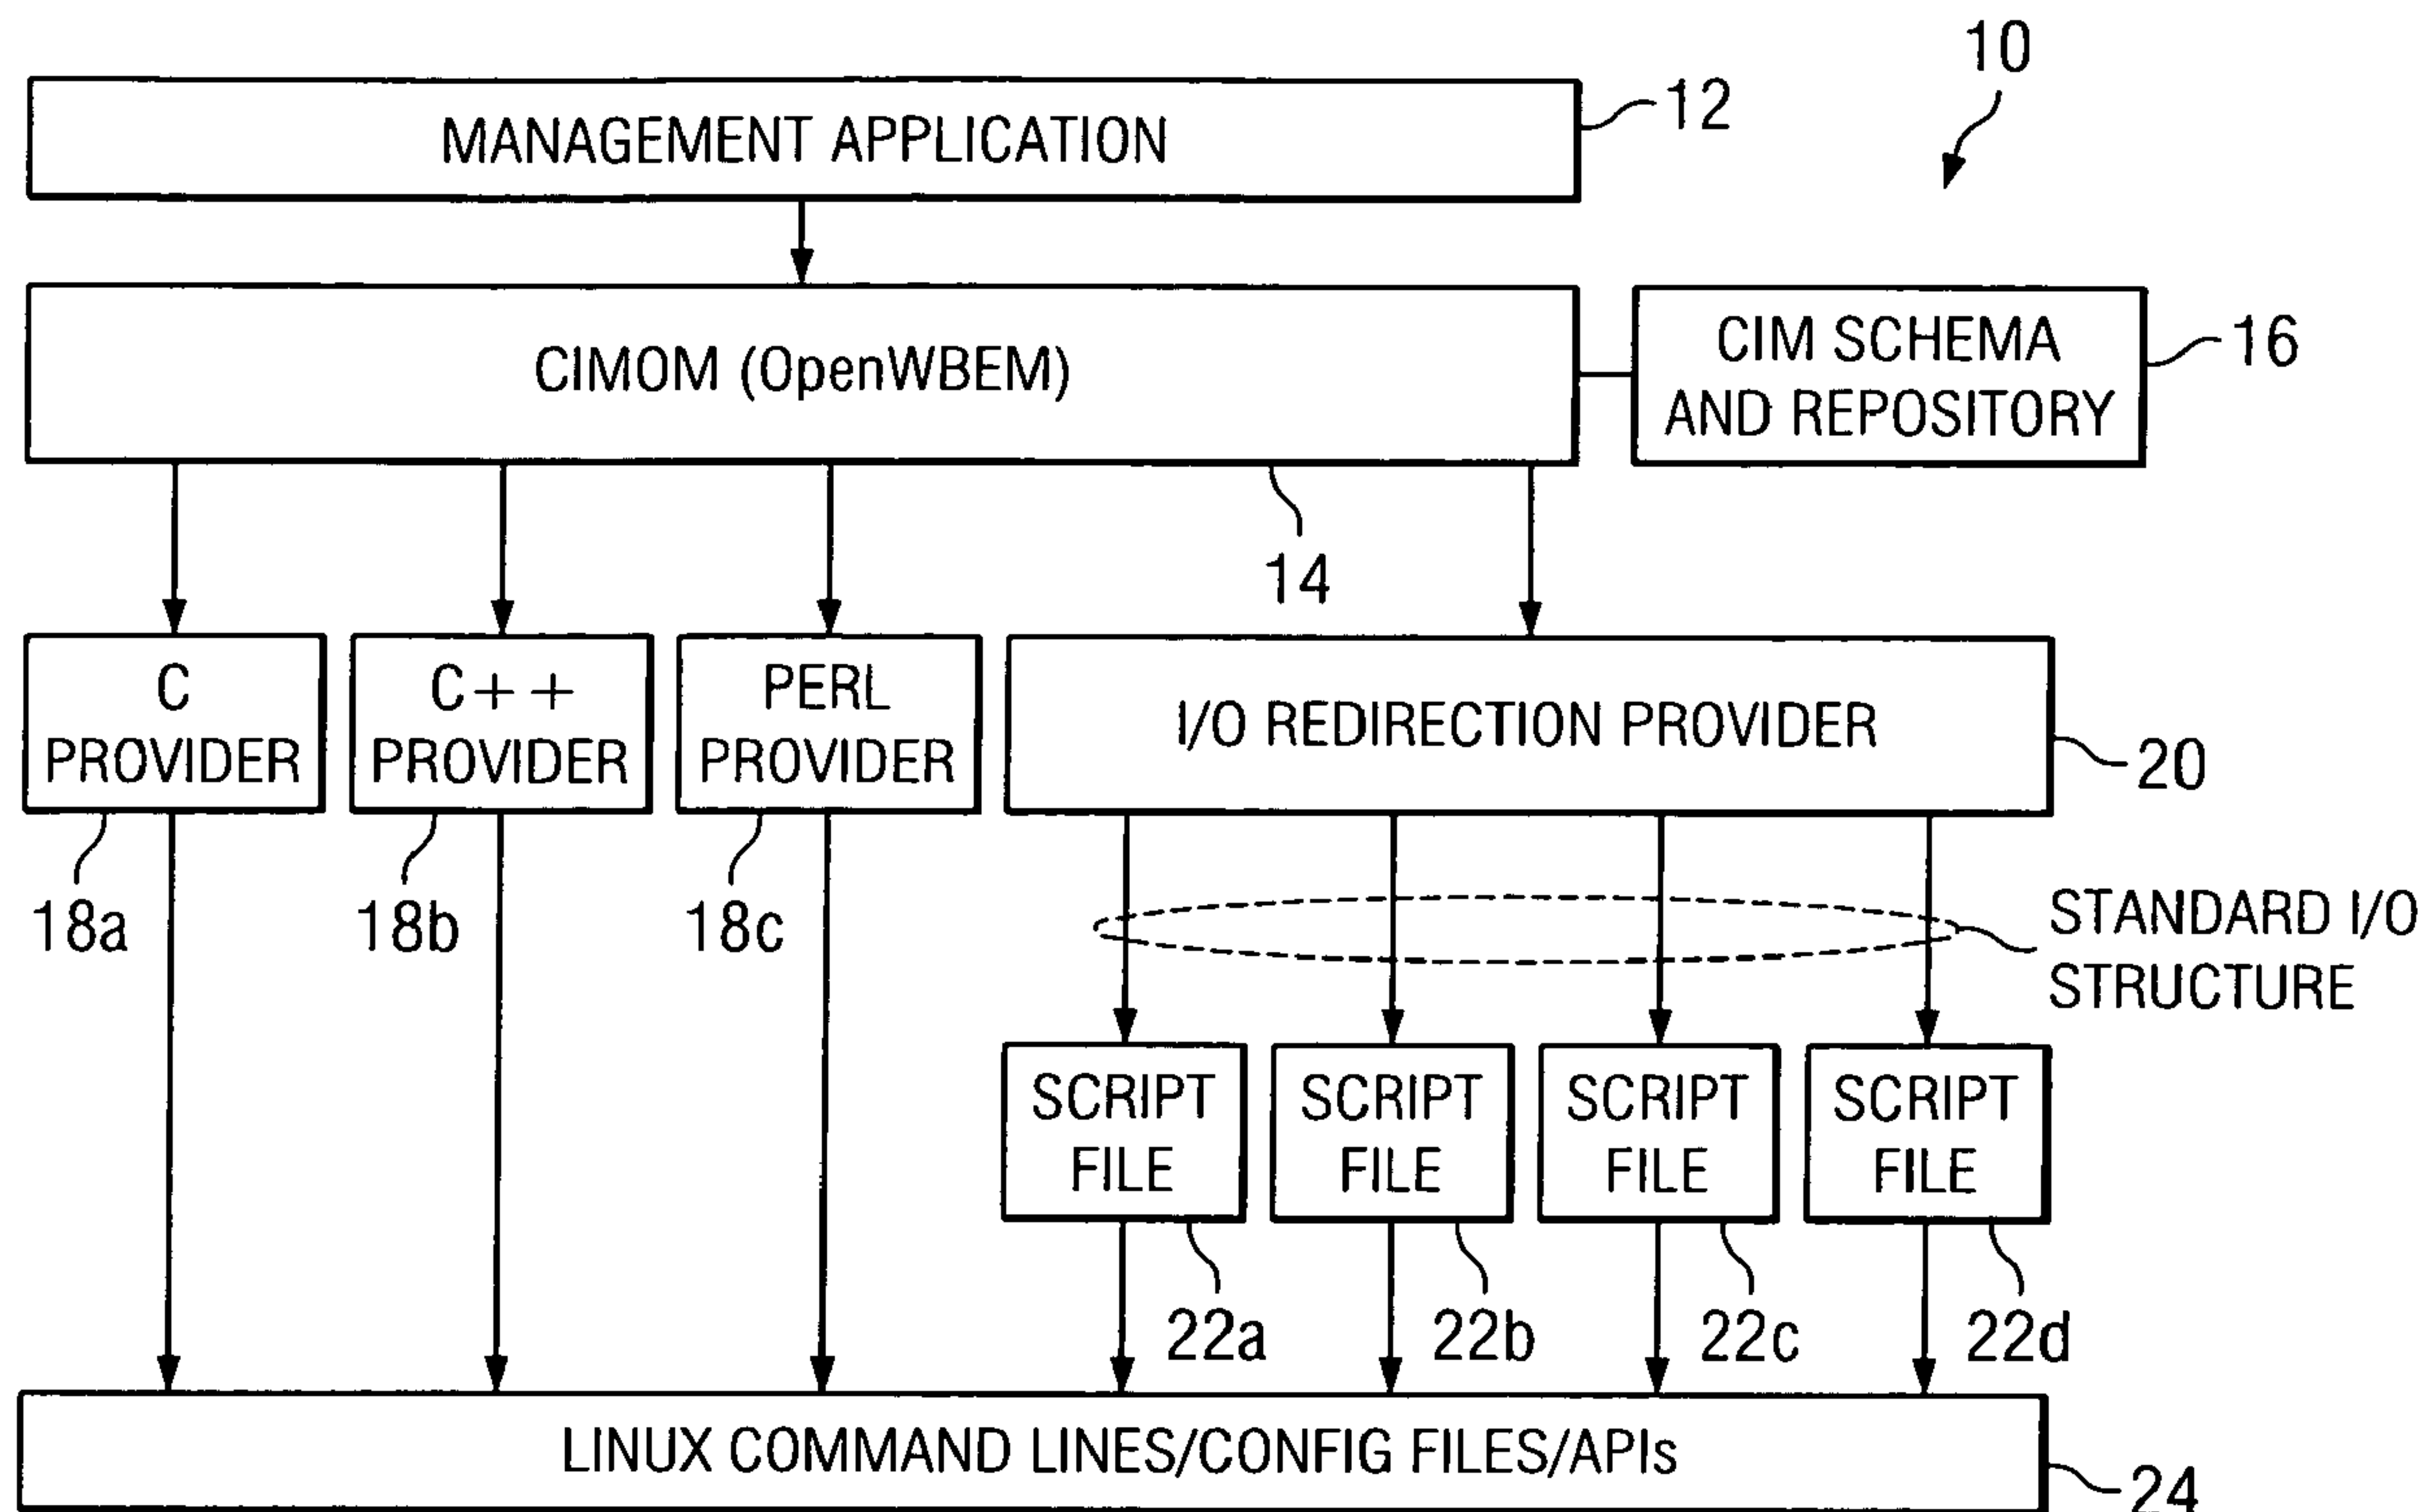 10
MANAGEMENT APPLICATION
12
CIMOM (OpenWBEM)
CIM SCHEMA
AND REPOSITORY
16
14
C
PROVIDER
C++
PROVIDER
PERL
PROVIDER
I/O REDIRECTION PROVIDER
20
18a
18b
18c
STANDARD I/O
STRUCTURE
SCRIPT
FILE
SCRIPT
FILE
SCRIPT
FILE
SCRIPT
FILE
22a
22b
22c
22d
LINUX COMMAND LINES/CONFIG FILES/APIs
24